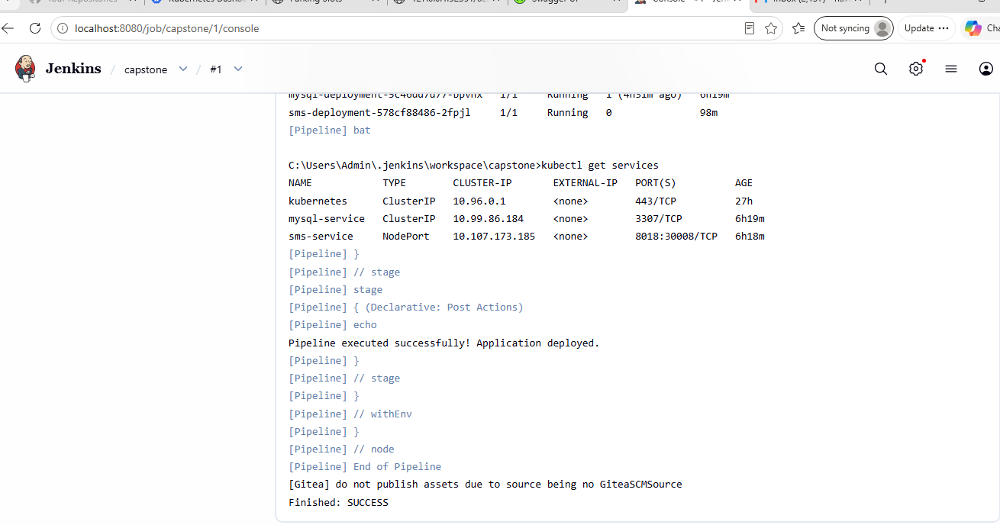 Your Repositories
Kubernetes Dashb
Parking Slots
Swagger UI
Console
localhost:8080/job/capstone/1/console
Not syncing
Update ...
Cha
Jenkins / capstone / #1
mysql-deployment-5c46dd7d77-bpvhx 1/1 Running 1 (4h31m ago) 6h19m
sms-deployment-578cf88486-2fpjl 1/1 Running 0 98m
[Pipeline] bat
C:\Users\Admin\.jenkins\workspace\capstone>kubectl get services
NAME TYPE CLUSTER-IP EXTERNAL-IP PORT(S) AGE
kubernetes ClusterIP 10.96.0.1 <none> 443/TCP 27h
mysql-service ClusterIP 10.99.86.184 <none> 3307/TCP 6h19m
sms-service NodePort 10.107.173.185 <none> 8018:30008/TCP 6h18m
[Pipeline] }
[Pipeline] // stage
[Pipeline] stage
[Pipeline] { (Declarative: Post Actions)
[Pipeline] echo
Pipeline executed successfully! Application deployed.
[Pipeline] }
[Pipeline] // stage
[Pipeline] }
[Pipeline] // withEnv
[Pipeline] }
[Pipeline] // node
[Pipeline] End of Pipeline
[Gitea] do not publish assets due to source being no GiteaSCMSource
Finished: SUCCESS